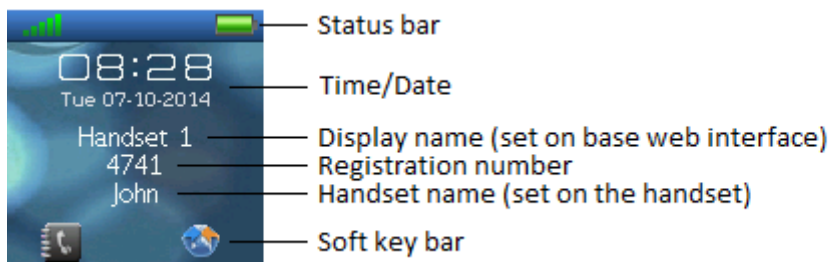 Status bar
08:28
Time/Date
Tue 07-10-2014
Handset 1
Display name (set on base web interface)
4741
Registration number
John
Handset name (set on the handset)
Soft key bar